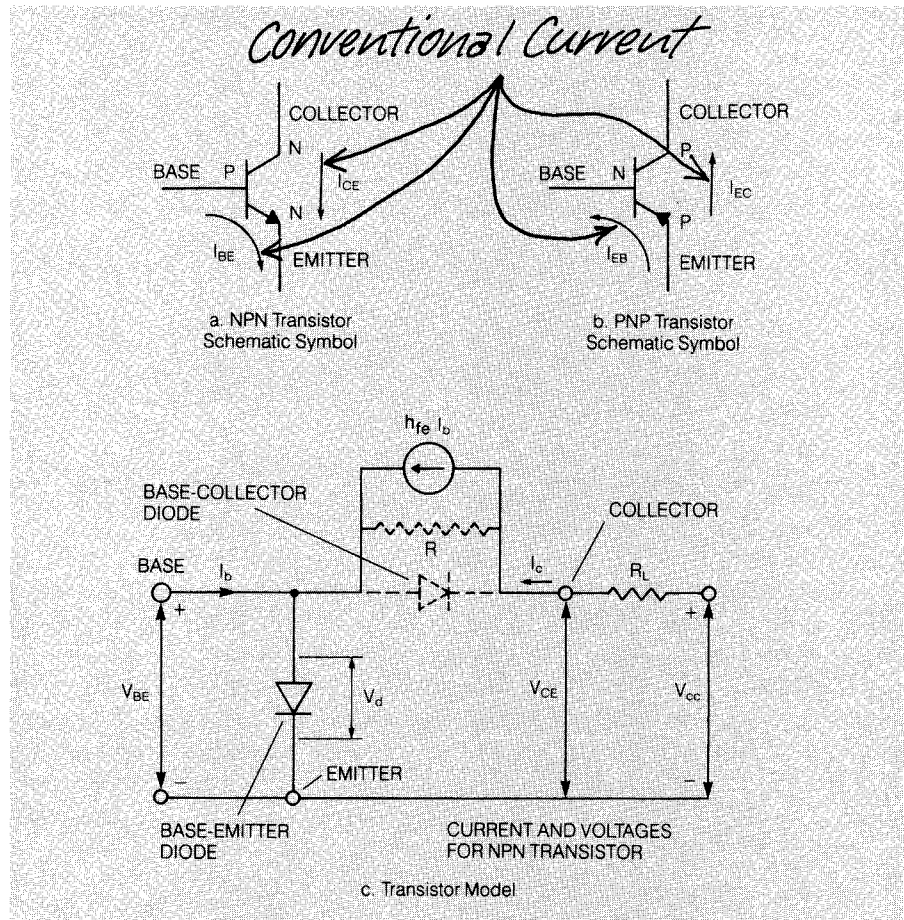 Conventional Current
COLLECTOR
N
BASE
P
I_CE
N
I_BE
EMITTER
a. NPN Transistor
Schematic Symbol
COLLECTOR
P
BASE
N
I_EC
P
I_EB
EMITTER
b. PNP Transistor
Schematic Symbol
h_fe I_b
BASE-COLLECTOR
DIODE
R
COLLECTOR
BASE
I_b
I_c
R_L
+
+
V_BE
V_d
V_CE
V_cc
−
−
EMITTER
BASE-EMITTER
DIODE
CURRENT AND VOLTAGES
FOR NPN TRANSISTOR
c. Transistor Model